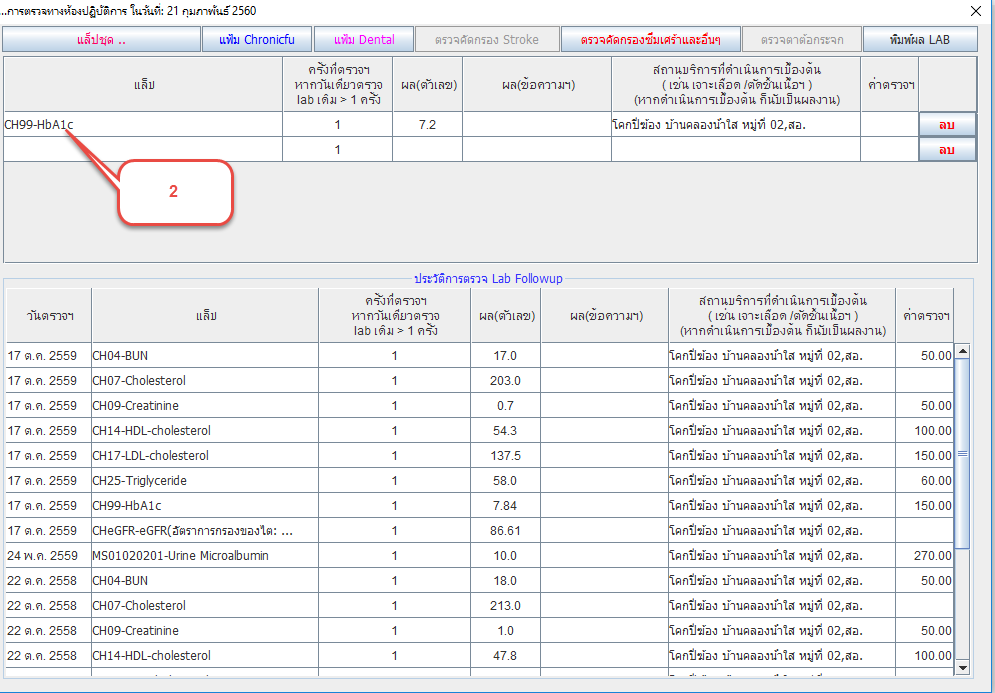 ...การตรวจทางห้องปฏิบัติการ ในวันที่: 21 กุมภาพันธ์ 2560
แล็บชุด .. แฟ้ม Chronicfu แฟ้ม Dental ตรวจคัดกรอง Stroke ตรวจคัดกรองซึมเศร้าและอื่นๆ ตรวจตาต้อกระจก พิมพ์ผล LAB
แล็บ ครั้งที่ตรวจฯ หากวันเดียวตรวจ lab เดิม > 1 ครั้ง ผล(ตัวเลข) ผล(ข้อความฯ) สถานบริการที่ดำเนินการเบื้องต้น ( เช่น เจาะเลือด /ตัดชิ้นเนื้อฯ ) (หากดำเนินการเบื้องต้น ก็นับเป็นผลงาน) ค่าตรวจฯ
CH99-HbA1c 1 7.2 โคกปี่ฆ้อง บ้านคลองน้ำใส หมู่ที่ 02,สอ. ลบ
1 ลบ
2
ประวัติการตรวจ Lab Followup
วันตรวจฯ แล็บ ครั้งที่ตรวจฯ หากวันเดียวตรวจ lab เดิม > 1 ครั้ง ผล(ตัวเลข) ผล(ข้อความฯ) สถานบริการที่ดำเนินการเบื้องต้น ( เช่น เจาะเลือด /ตัดชิ้นเนื้อฯ ) (หากดำเนินการเบื้องต้น ก็นับเป็นผลงาน) ค่าตรวจฯ
17 ต.ค. 2559 CH04-BUN 1 17.0 โคกปี่ฆ้อง บ้านคลองน้ำใส หมู่ที่ 02,สอ. 50.00
17 ต.ค. 2559 CH07-Cholesterol 1 203.0 โคกปี่ฆ้อง บ้านคลองน้ำใส หมู่ที่ 02,สอ.
17 ต.ค. 2559 CH09-Creatinine 1 0.7 โคกปี่ฆ้อง บ้านคลองน้ำใส หมู่ที่ 02,สอ. 50.00
17 ต.ค. 2559 CH14-HDL-cholesterol 1 54.3 โคกปี่ฆ้อง บ้านคลองน้ำใส หมู่ที่ 02,สอ. 100.00
17 ต.ค. 2559 CH17-LDL-cholesterol 1 137.5 โคกปี่ฆ้อง บ้านคลองน้ำใส หมู่ที่ 02,สอ. 150.00
17 ต.ค. 2559 CH25-Triglyceride 1 58.0 โคกปี่ฆ้อง บ้านคลองน้ำใส หมู่ที่ 02,สอ. 60.00
17 ต.ค. 2559 CH99-HbA1c 1 7.84 โคกปี่ฆ้อง บ้านคลองน้ำใส หมู่ที่ 02,สอ. 150.00
17 ต.ค. 2559 CHeGFR-eGFR(อัตราการกรองของไต: ... 1 86.61 โคกปี่ฆ้อง บ้านคลองน้ำใส หมู่ที่ 02,สอ.
24 พ.ค. 2559 MS01020201-Urine Microalbumin 1 10.0 โคกปี่ฆ้อง บ้านคลองน้ำใส หมู่ที่ 02,สอ. 270.00
22 ต.ค. 2558 CH04-BUN 1 18.0 โคกปี่ฆ้อง บ้านคลองน้ำใส หมู่ที่ 02,สอ. 50.00
22 ต.ค. 2558 CH07-Cholesterol 1 213.0 โคกปี่ฆ้อง บ้านคลองน้ำใส หมู่ที่ 02,สอ.
22 ต.ค. 2558 CH09-Creatinine 1 1.0 โคกปี่ฆ้อง บ้านคลองน้ำใส หมู่ที่ 02,สอ. 50.00
22 ต.ค. 2558 CH14-HDL-cholesterol 1 47.8 โคกปี่ฆ้อง บ้านคลองน้ำใส หมู่ที่ 02,สอ. 100.00